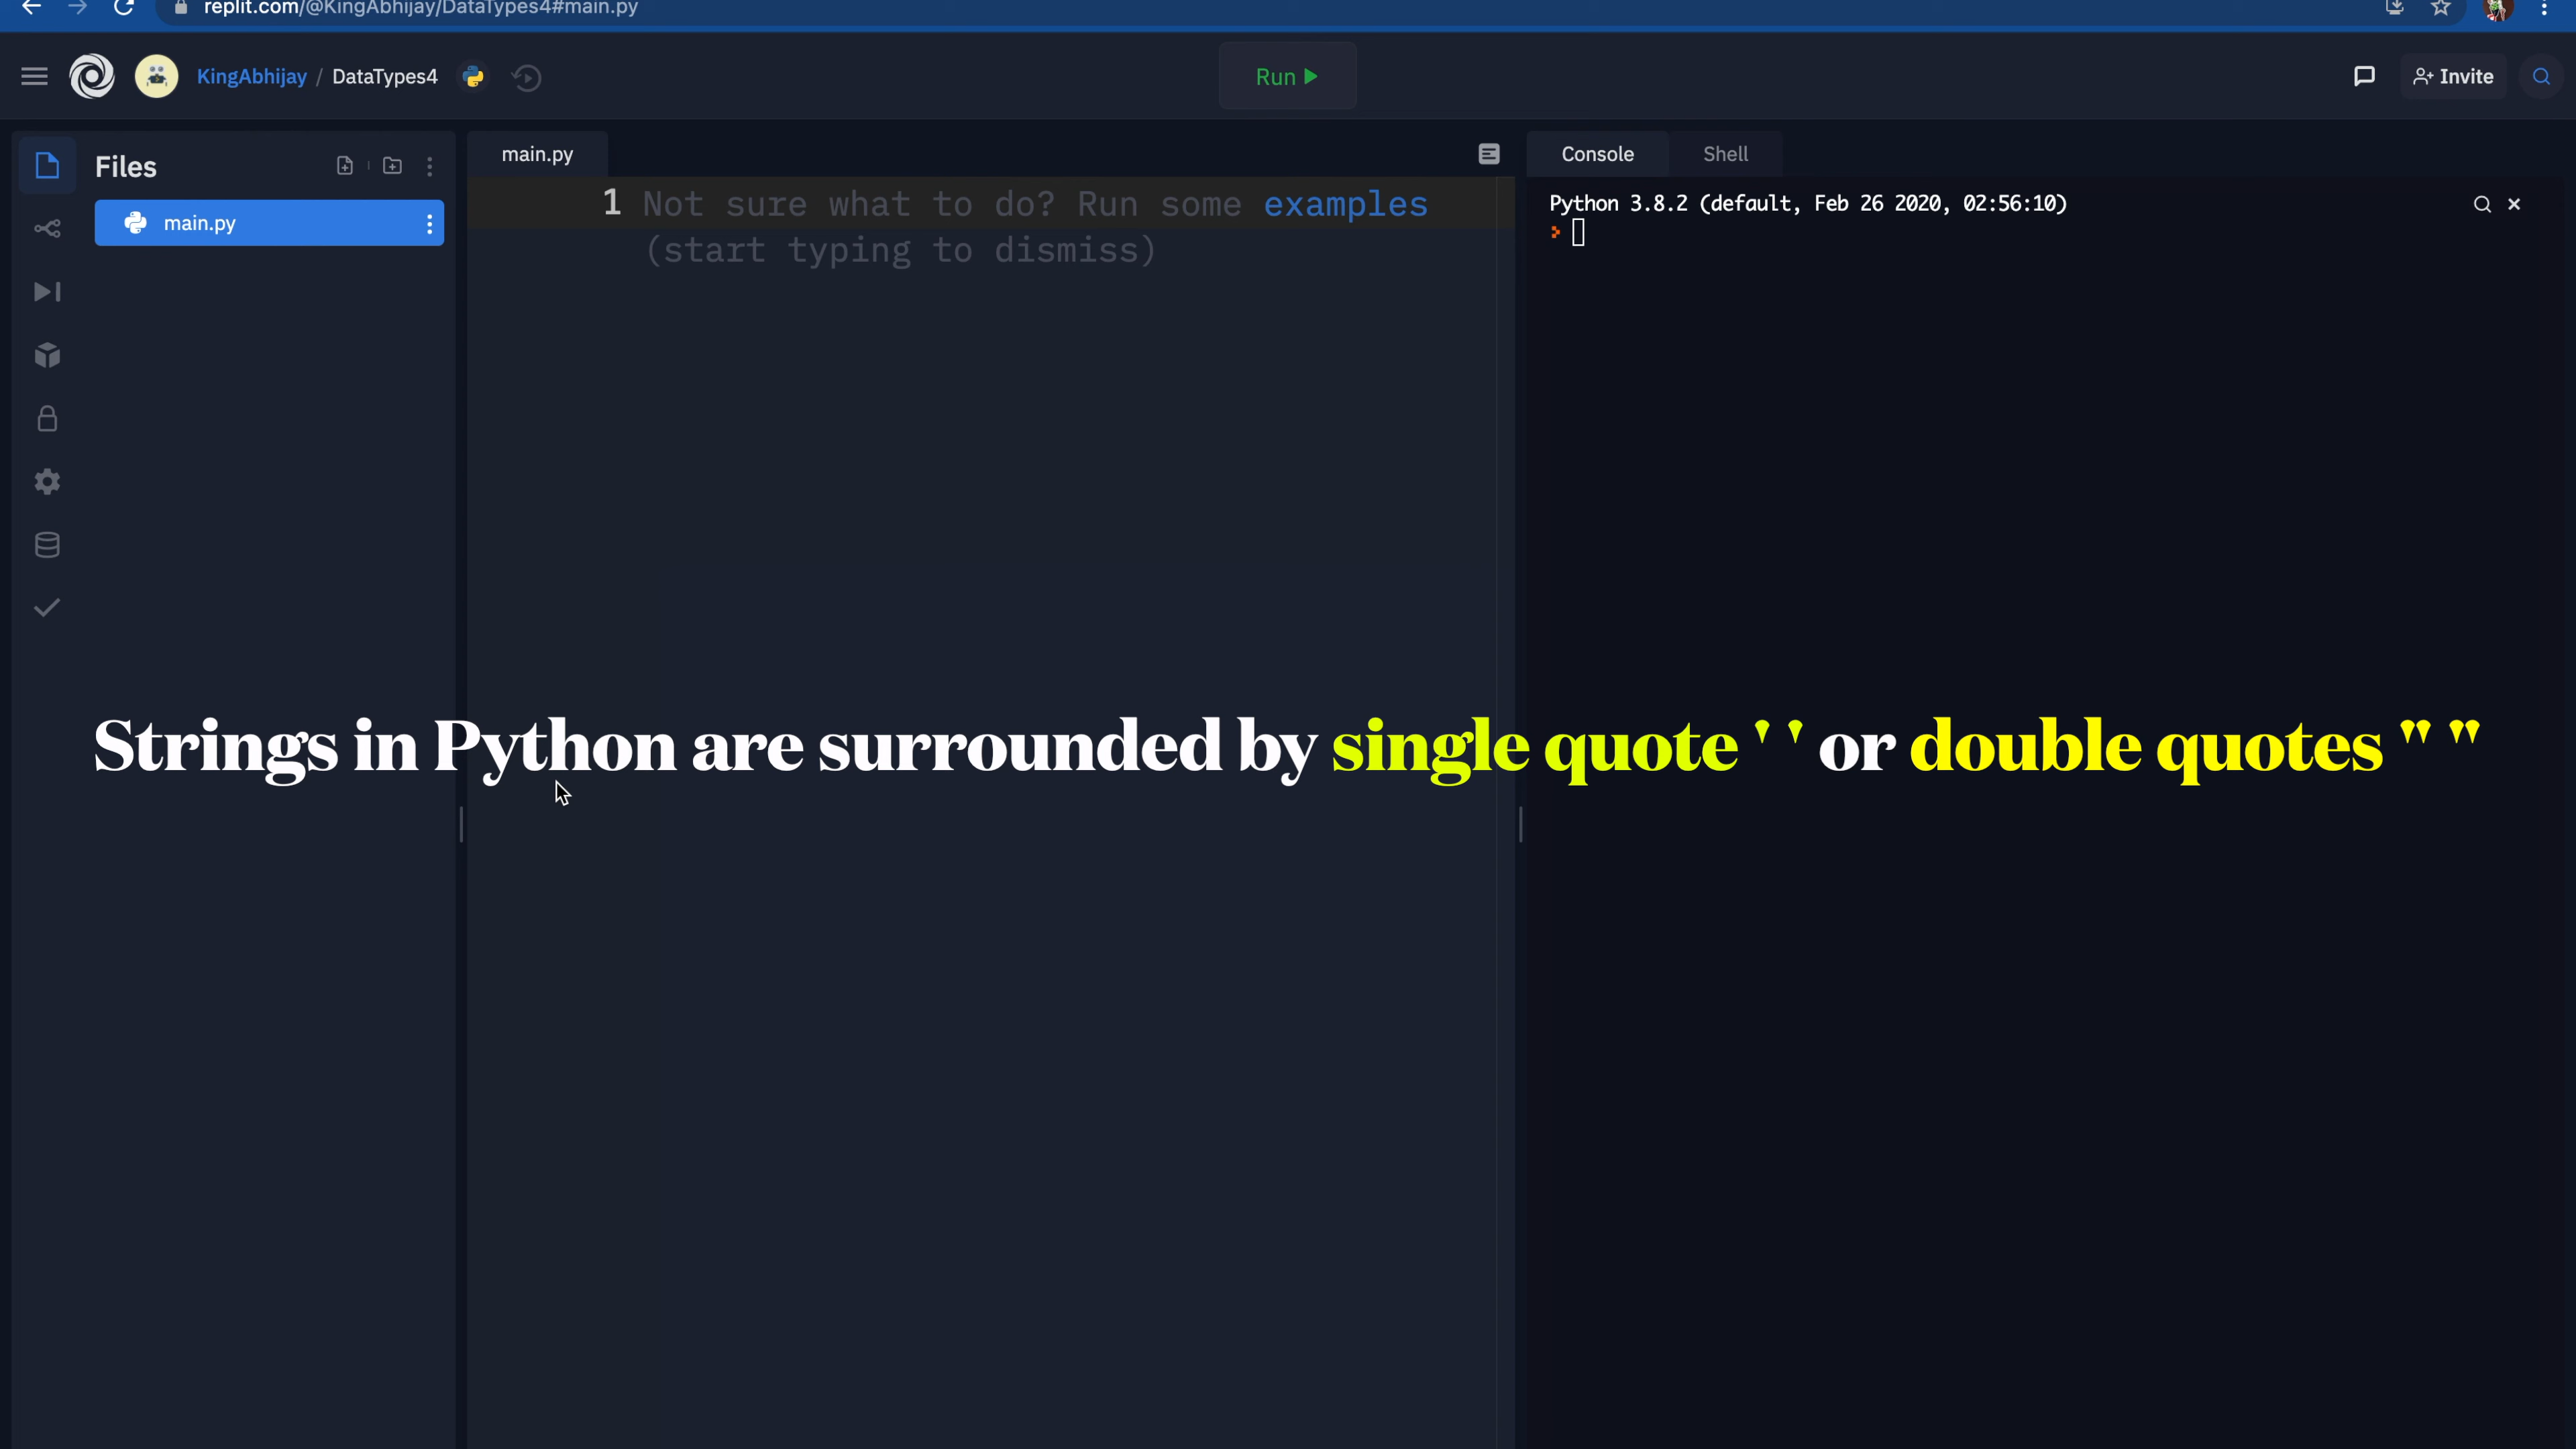 replit.com/@KingAbhijay/DataTypes4#main.py
KingAbhijay / DataTypes4
Run
Invite
Files
main.py
main.py
1 Not sure what to do? Run some examples
(start typing to dismiss)
Console
Shell
Python 3.8.2 (default, Feb 26 2020, 02:56:10)
Strings in Python are surrounded by single quote ' ' or double quotes " "